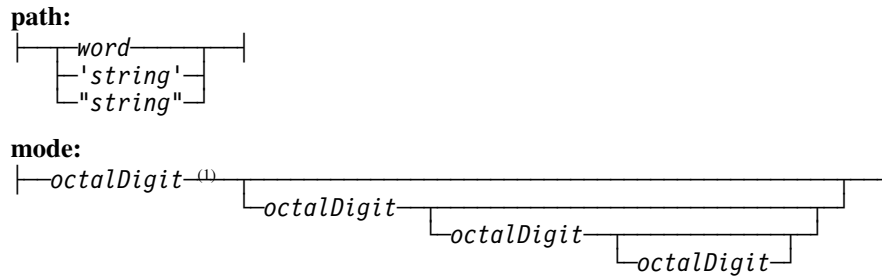 path:
word
'string'
"string"
mode:
octalDigit (1)
octalDigit
octalDigit
octalDigit